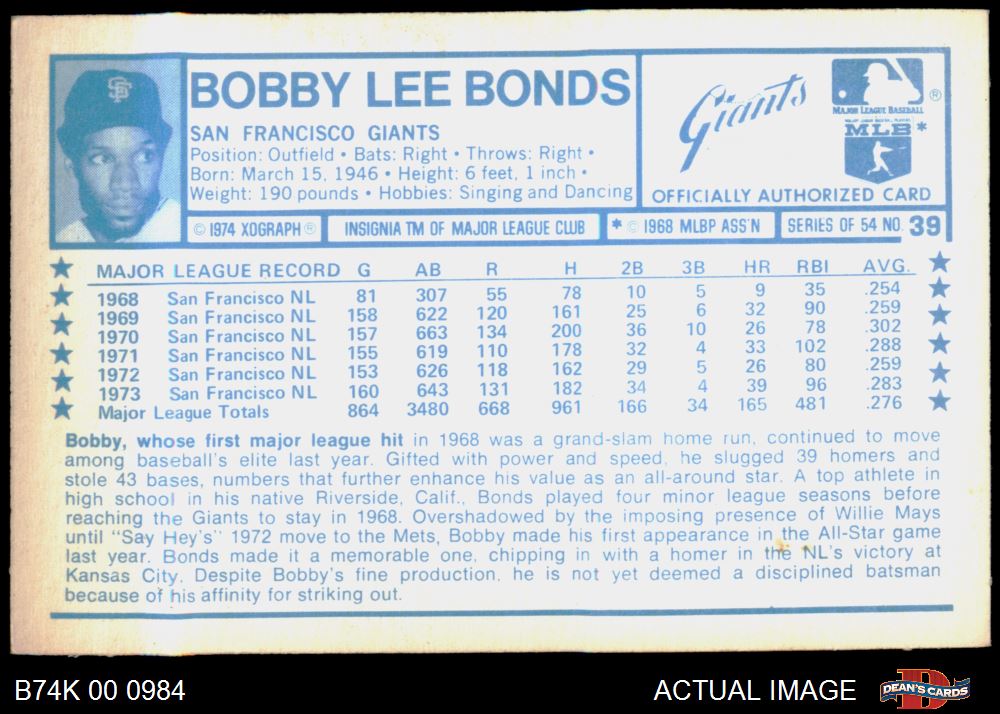 SF
BOBBY LEE BONDS
SAN FRANCISCO GIANTS
Position: Outfield • Bats: Right • Throws: Right •
Born: March 15, 1946 • Height: 6 feet, 1 inch •
Weight: 190 pounds • Hobbies: Singing and Dancing
Giants
®
MAJOR LEAGUE BASEBALL
MAJOR LEAGUE BASEBALL PLAYERS
MLB*
OFFICIALLY AUTHORIZED CARD
© 1974 XOGRAPH® INSIGNIA TM OF MAJOR LEAGUE CLUB * © 1968 MLBP ASS'N SERIES OF 54 NO. 39
★ MAJOR LEAGUE RECORD G AB R H 2B 3B HR RBI AVG. ★
1968 San Francisco NL 81 307 55 78 10 5 9 35 .254
1969 San Francisco NL 158 622 120 161 25 6 32 90 .259
1970 San Francisco NL 157 663 134 200 36 10 26 78 .302
1971 San Francisco NL 155 619 110 178 32 4 33 102 .288
1972 San Francisco NL 153 626 118 162 29 5 26 80 .259
1973 San Francisco NL 160 643 131 182 34 4 39 96 .283
Major League Totals 864 3480 668 961 166 34 165 481 .276
Bobby, whose first major league hit in 1968 was a grand-slam home run, continued to move
among baseball's elite last year. Gifted with power and speed, he slugged 39 homers and
stole 43 bases, numbers that further enhance his value as an all-around star. A top athlete in
high school in his native Riverside, Calif., Bonds played four minor league seasons before
reaching the Giants to stay in 1968. Overshadowed by the imposing presence of Willie Mays
until "Say Hey's" 1972 move to the Mets, Bobby made his first appearance in the All-Star game
last year. Bonds made it a memorable one, chipping in with a homer in the NL's victory at
Kansas City. Despite Bobby's fine production, he is not yet deemed a disciplined batsman
because of his affinity for striking out.
B74K 00 0984
ACTUAL IMAGE
DEAN'S CARDS